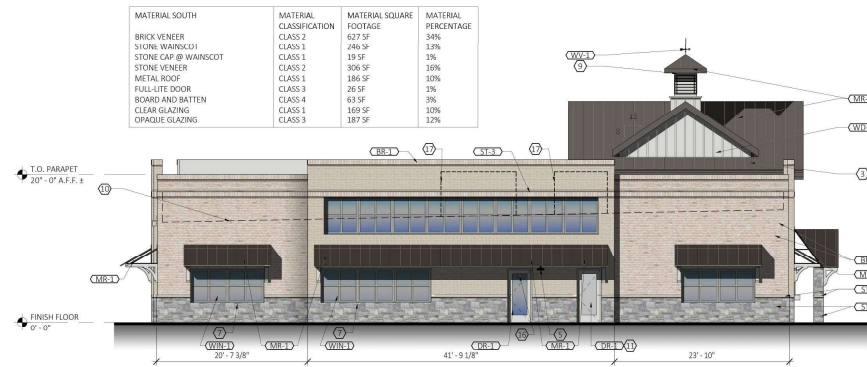 MATERIAL SOUTH MATERIAL CLASSIFICATION MATERIAL SQUARE FOOTAGE MATERIAL PERCENTAGE
BRICK VENEER CLASS 2 627 SF 34%
STONE WAINSCOT CLASS 1 246 SF 13%
STONE CAP @ WAINSCOT CLASS 1 19 SF 1%
STONE VENEER CLASS 2 306 SF 16%
METAL ROOF CLASS 1 186 SF 10%
FULL-LITE DOOR CLASS 3 26 SF 1%
BOARD AND BATTEN CLASS 4 63 SF 3%
CLEAR GLAZING CLASS 1 169 SF 10%
OPAQUE GLAZING CLASS 3 187 SF 12%
WV-1
9
MR-
WD
BR-1 17 ST-3 17
T.O. PARAPET
20" - 0" A.F.F. ±
3
10
BR
MR-1
M
S
S
FINISH FLOOR
0' - 0"
7 7 16 5
WIN-1 MR-1 WIN-1 DR-1 MR-1 DR-1 11
20' - 7 3/8" 41' - 9 1/8" 23' - 10"